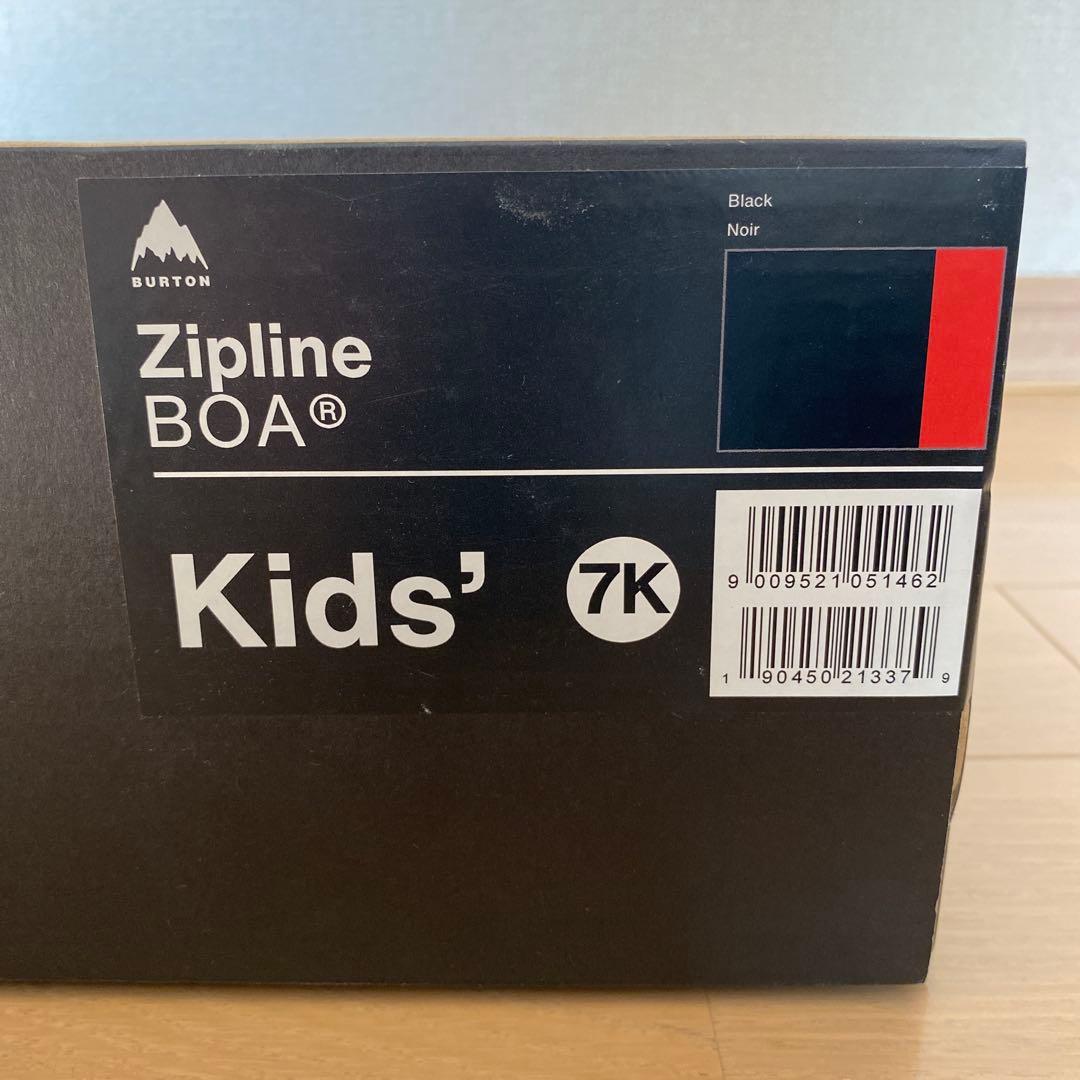 BURTON
Zipline
BOA®
Black
Noir
Kids’
7K
9 009521 051462
1 90450 21337 9